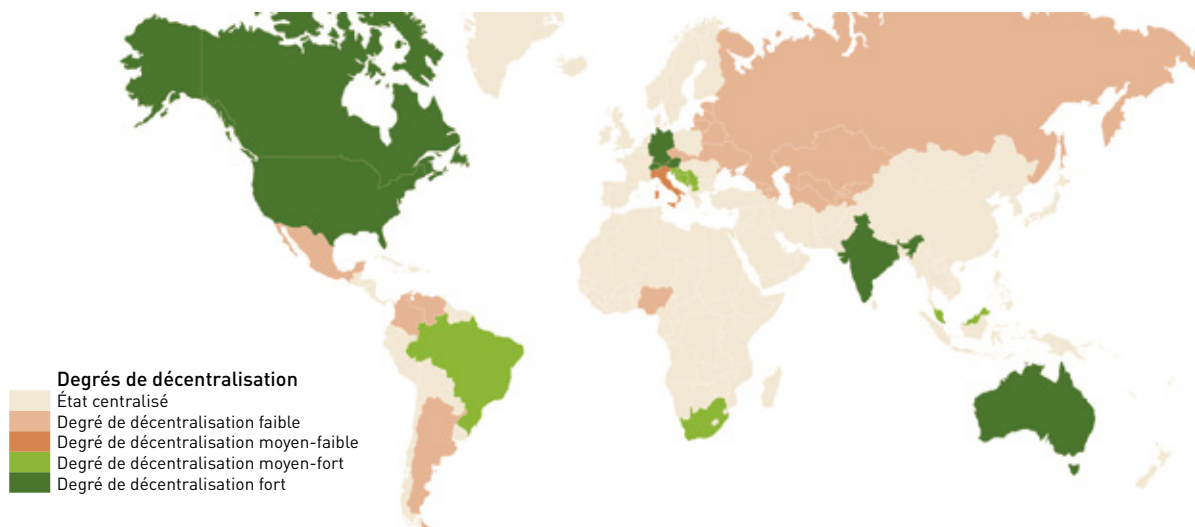 Degrés de décentralisation
État centralisé
Degré de décentralisation faible
Degré de décentralisation moyen-faible
Degré de décentralisation moyen-fort
Degré de décentralisation fort